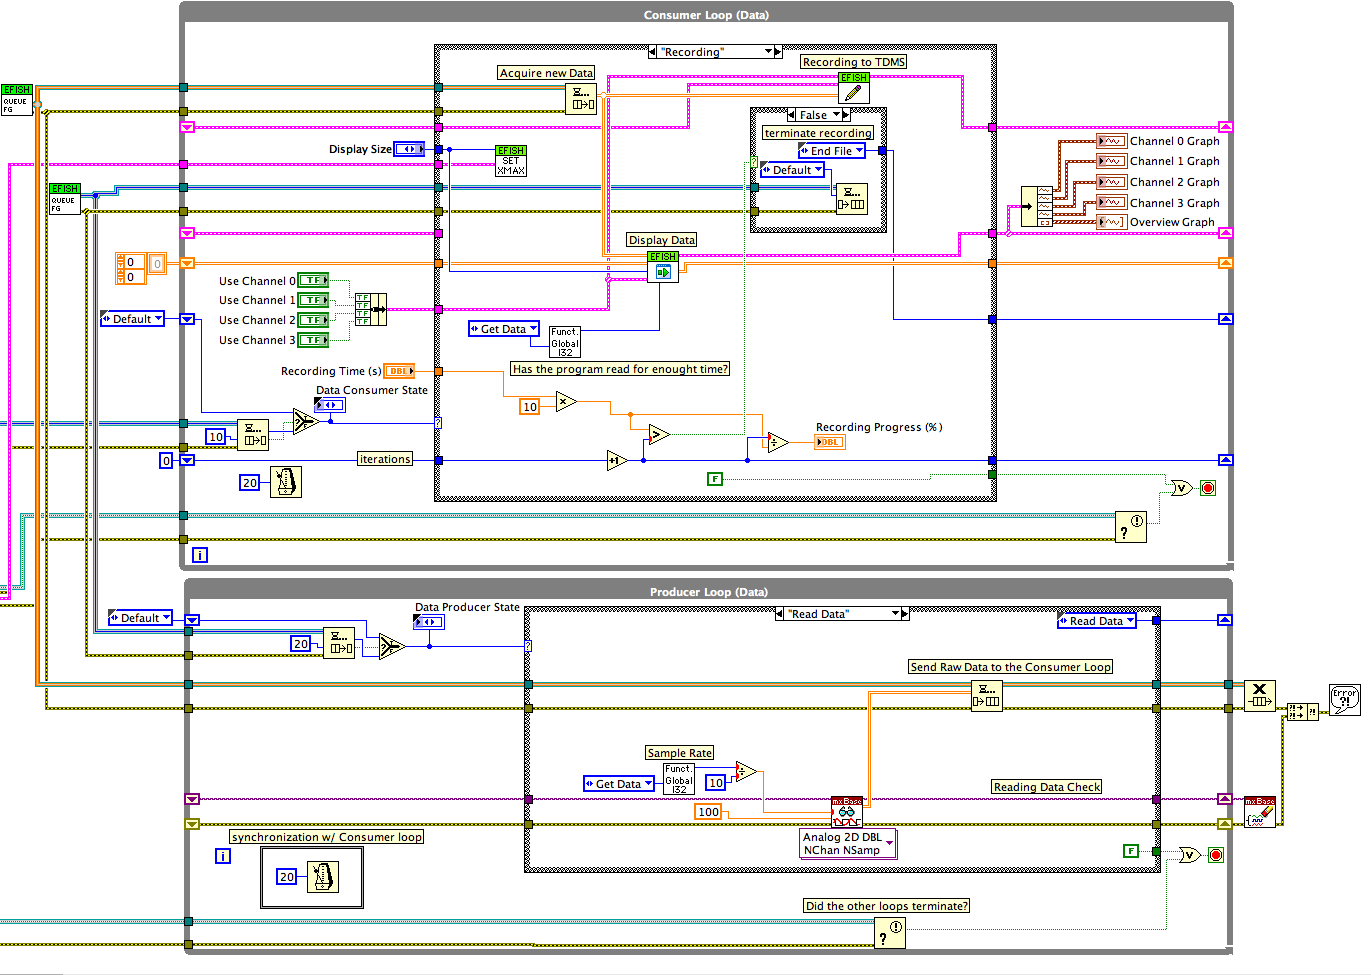 Consumer Loop (Data)
"Recording"
Recording to TDMS
EFISH
Acquire new Data
EFISH
QUEUE
FG
False
terminate recording
End File
Default
Display Size
EFISH
SET
XMAX
EFISH
QUEUE
FG
Channel 0 Graph
Channel 1 Graph
Channel 2 Graph
Channel 3 Graph
Overview Graph
Display Data
EFISH
0
0
0
Use Channel 0
TF
Use Channel 1
TF
Use Channel 2
TF
Use Channel 3
TF
TF
TF
TF
TF
Default
Get Data
Funct.
Global
I32
Recording Time (s)
DBL
Has the program read for enought time?
Data Consumer State
10
10
Recording Progress (%)
DBL
0
iterations
+1
20
F
V
?
i
Producer Loop (Data)
Default
Data Producer State
"Read Data"
Read Data
20
Send Raw Data to the Consumer Loop
X
Error
?!
Sample Rate
Get Data
Funct.
Global
I32
10
Reading Data Check
100
mxBase
mxBase
Analog 2D DBL
NChan NSamp
synchronization w/ Consumer loop
i
20
F
V
Did the other loops terminate?
?